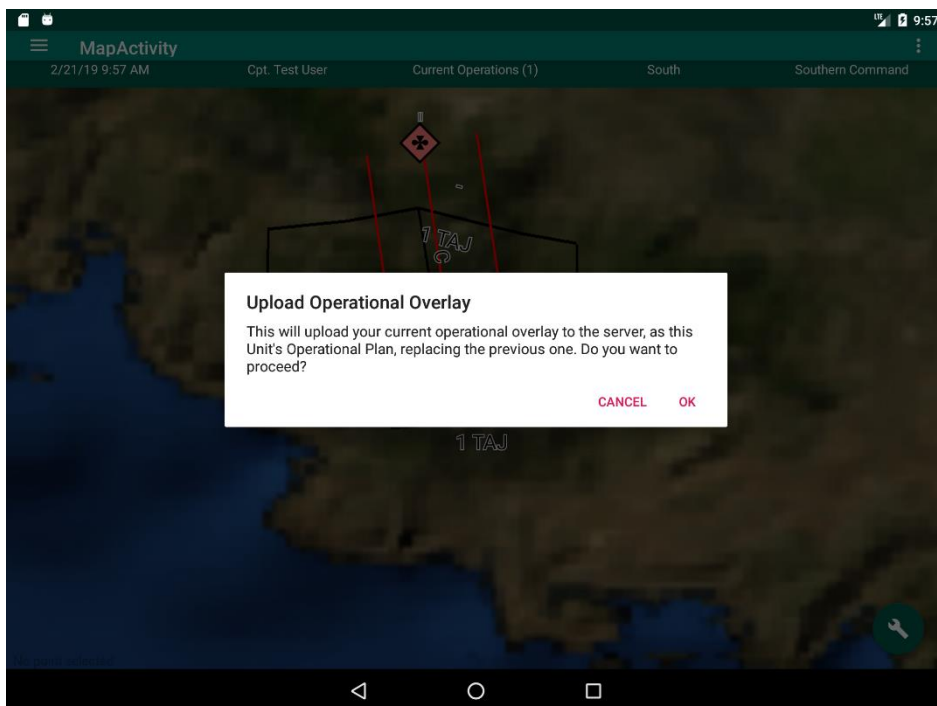 9:57
MapActivity
2/21/19 9:57 AM Cpt. Test User Current Operations (1) South Southern Command
1 TAJ
C
Upload Operational Overlay
This will upload your current operational overlay to the server, as this
Unit's Operational Plan, replacing the previous one. Do you want to
proceed?
CANCEL OK
1 TAJ